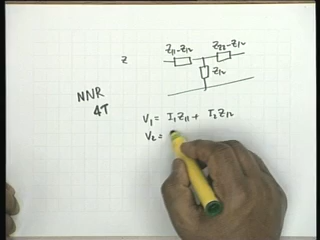 Z11-Z12 Z22-Z12
Z
Z12
NNR
4T
V1 = I1Z11 + I2Z12
V2 =